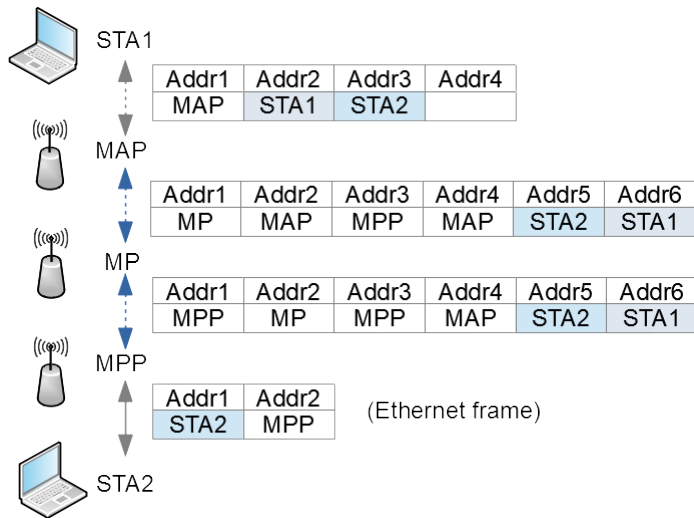 STA1
Addr1 Addr2 Addr3 Addr4
MAP STA1 STA2
MAP
Addr1 Addr2 Addr3 Addr4 Addr5 Addr6
MP MAP MPP MAP STA2 STA1
MP
Addr1 Addr2 Addr3 Addr4 Addr5 Addr6
MPP MP MPP MAP STA2 STA1
MPP
Addr1 Addr2
STA2 MPP
(Ethernet frame)
STA2